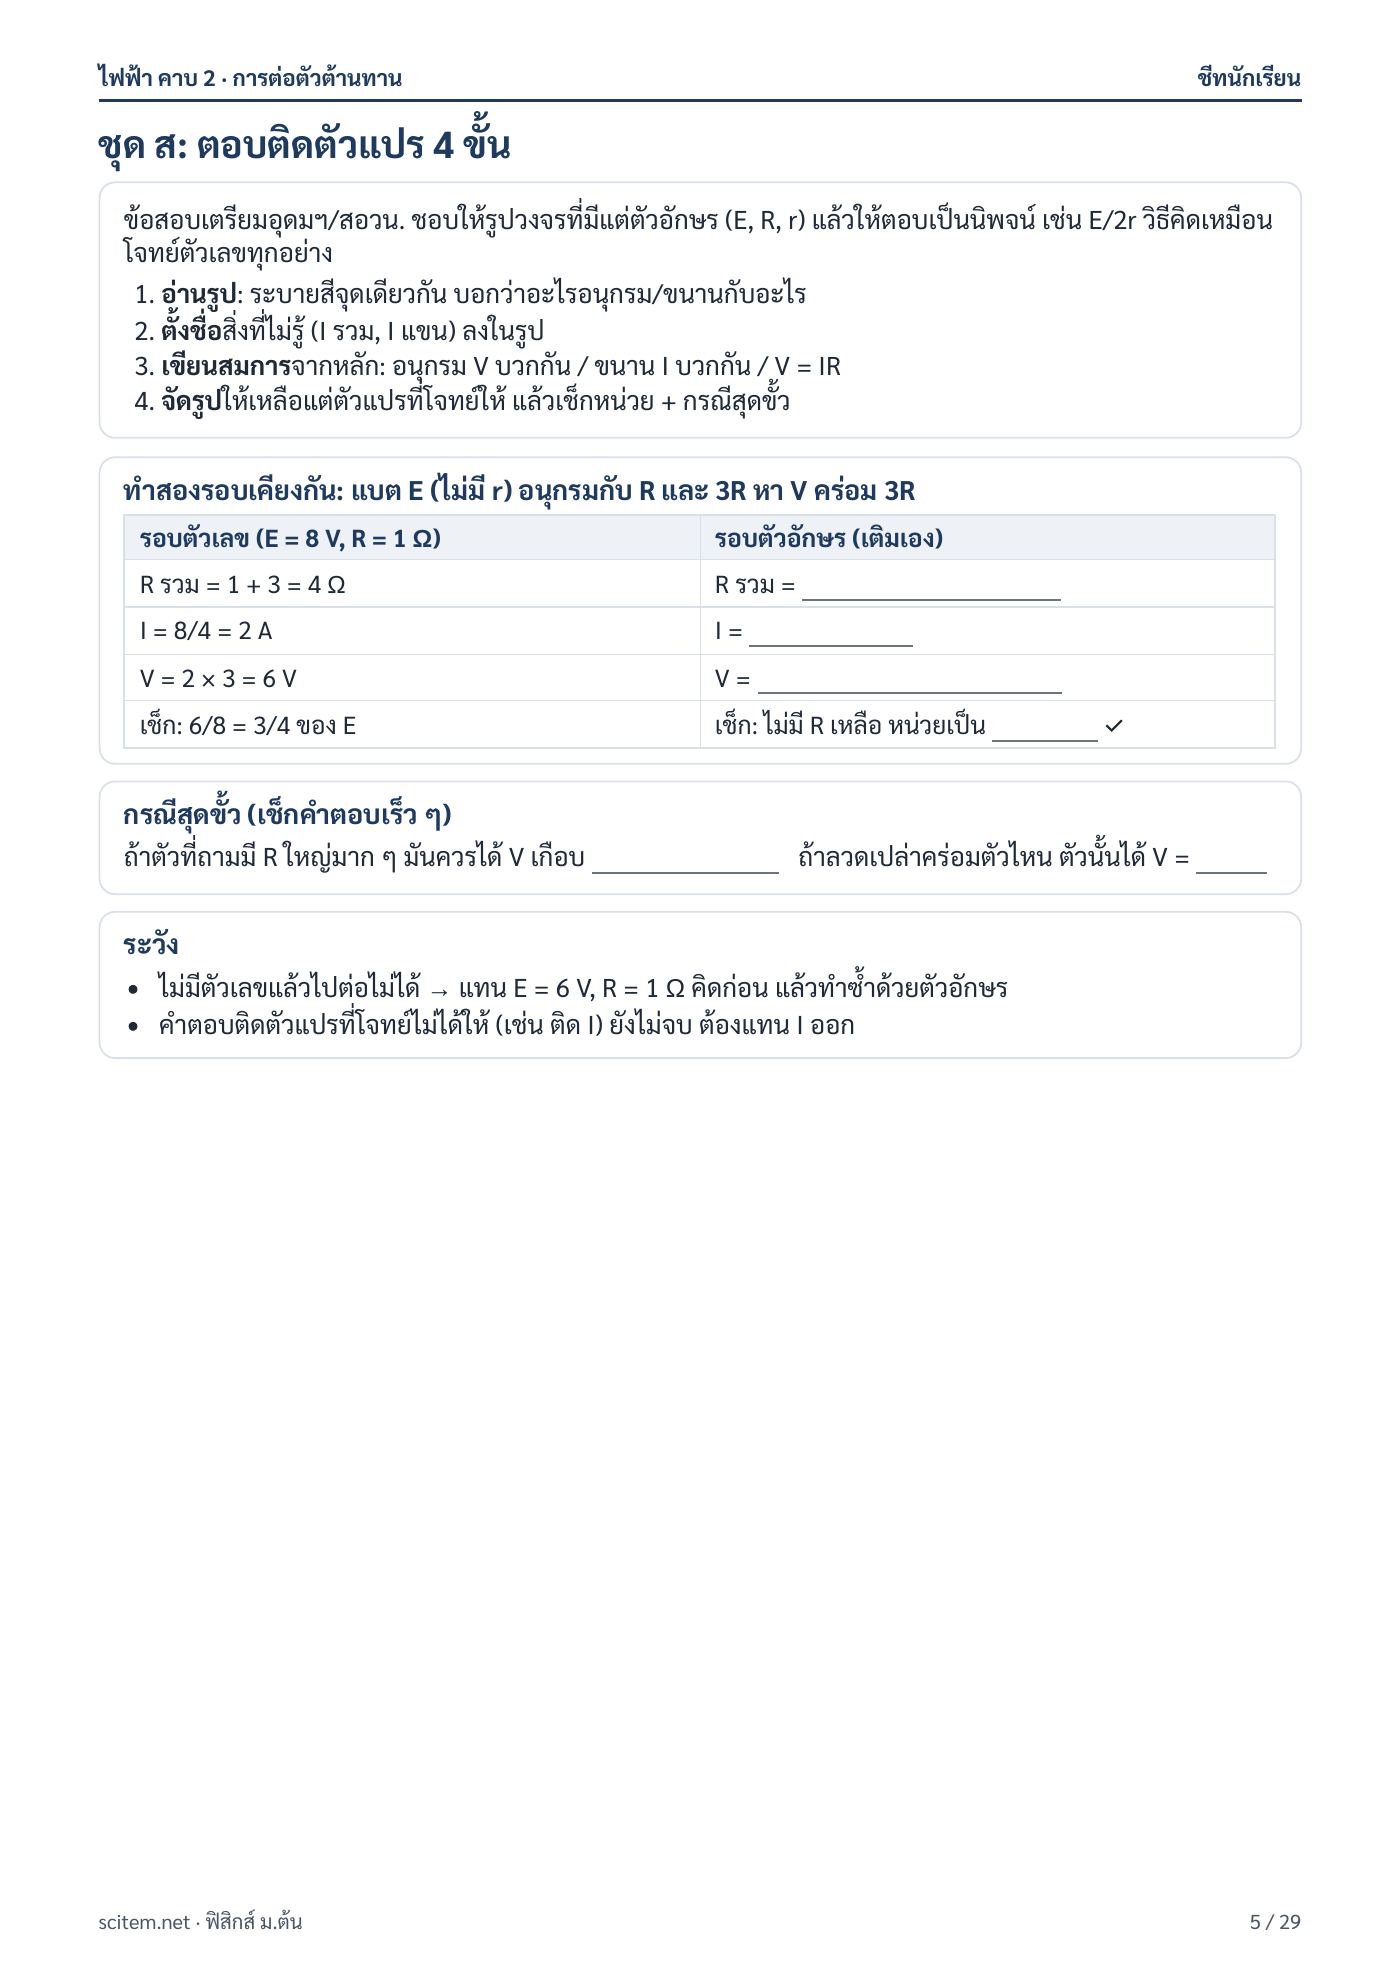 ไฟฟ้า คาบ 2 · การต่อตัวต้านทาน
ชีทนักเรียน
ชุด ส: ตอบติดตัวแปร 4 ขั้น
ข้อสอบเตรียมอุดมฯ/สอวน. ชอบให้รูปวงจรที่มีแต่ตัวอักษร (E, R, r) แล้วให้ตอบเป็นนิพจน์ เช่น E/2r วิธีคิดเหมือน
โจทย์ตัวเลขทุกอย่าง
1. อ่านรูป: ระบายสีจุดเดียวกัน บอกว่าอะไรอนุกรม/ขนานกับอะไร
2. ตั้งชื่อสิ่งที่ไม่รู้ (I รวม, I แขน) ลงในรูป
3. เขียนสมการจากหลัก: อนุกรม V บวกกัน / ขนาน I บวกกัน / V = IR
4. จัดรูปให้เหลือแต่ตัวแปรที่โจทย์ให้ แล้วเช็กหน่วย + กรณีสุดขั้ว
ทำสองรอบเคียงกัน: แบต E (ไม่มี r) อนุกรมกับ R และ 3R หา V คร่อม 3R
รอบตัวเลข (E = 8 V, R = 1 Ω)
รอบตัวอักษร (เติมเอง)
R รวม = 1 + 3 = 4 Ω
R รวม = ____
I = 8/4 = 2 A
I = ____
V = 2 × 3 = 6 V
V = ____
เช็ก: 6/8 = 3/4 ของ E
เช็ก: ไม่มี R เหลือ หน่วยเป็น ____ ✓
กรณีสุดขั้ว (เช็กคำตอบเร็ว ๆ)
ถ้าตัวที่ถามมี R ใหญ่มาก ๆ มันควรได้ V เกือบ ____ ถ้าลวดเปล่าคร่อมตัวไหน ตัวนั้นได้ V = ____
ระวัง
• ไม่มีตัวเลขแล้วไปต่อไม่ได้ → แทน E = 6 V, R = 1 Ω คิดก่อน แล้วทำซ้ำด้วยตัวอักษร
• คำตอบติดตัวแปรที่โจทย์ไม่ได้ให้ (เช่น ติด I) ยังไม่จบ ต้องแทน I ออก
scitem.net · ฟิสิกส์ ม.ต้น
5 / 29